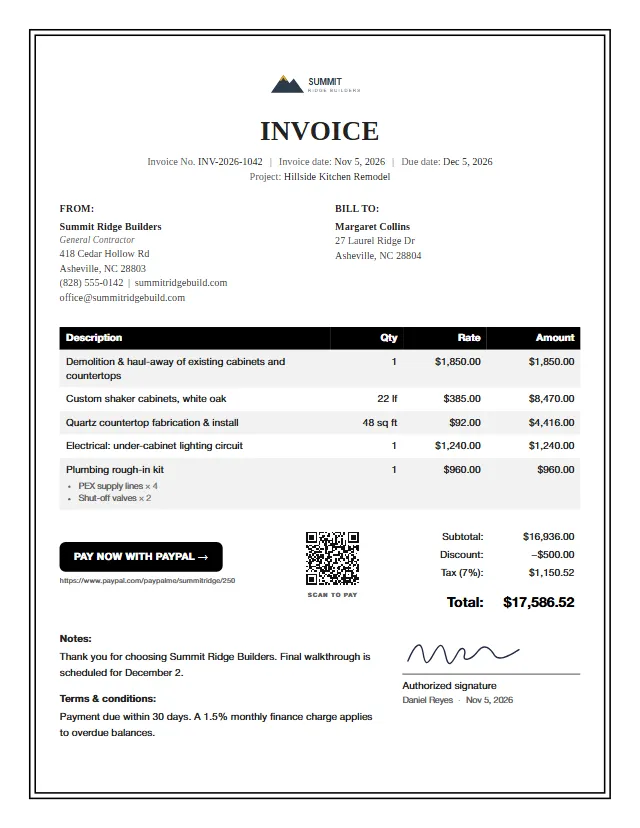 SUMMIT
RIDGE BUILDERS
INVOICE
Invoice No. INV-2026-1042 | Invoice date: Nov 5, 2026 | Due date: Dec 5, 2026
Project: Hillside Kitchen Remodel
FROM:
Summit Ridge Builders
General Contractor
418 Cedar Hollow Rd
Asheville, NC 28803
(828) 555-0142 | summitridgebuild.com
office@summitridgebuild.com
BILL TO:
Margaret Collins
27 Laurel Ridge Dr
Asheville, NC 28804
Description Qty Rate Amount
Demolition & haul-away of existing cabinets and 1 $1,850.00 $1,850.00
countertops
Custom shaker cabinets, white oak 22 lf $385.00 $8,470.00
Quartz countertop fabrication & install 48 sq ft $92.00 $4,416.00
Electrical: under-cabinet lighting circuit 1 $1,240.00 $1,240.00
Plumbing rough-in kit 1 $960.00 $960.00
• PEX supply lines × 4
• Shut-off valves × 2
PAY NOW WITH PAYPAL →
https://www.paypal.com/paypalme/summitridge/250
SCAN TO PAY
Subtotal: $16,936.00
Discount: −$500.00
Tax (7%): $1,150.52
Total: $17,586.52
Notes:
Thank you for choosing Summit Ridge Builders. Final walkthrough is
scheduled for December 2.
Terms & conditions:
Payment due within 30 days. A 1.5% monthly finance charge applies
to overdue balances.
Authorized signature
Daniel Reyes · Nov 5, 2026